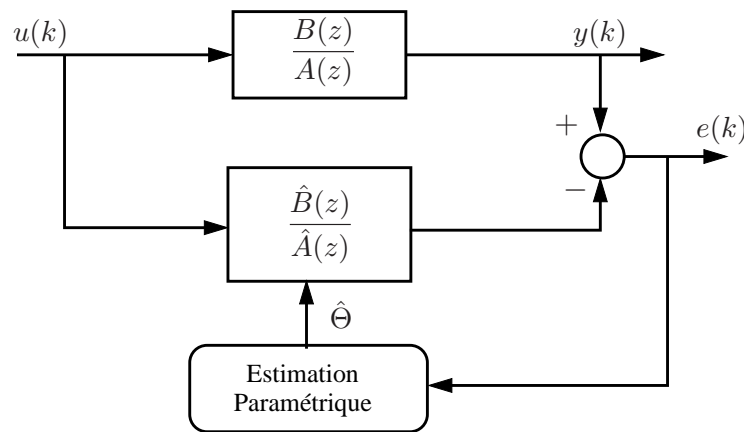 u(k)
B(z)
A(z)
y(k)
+
e(k)
−
B̂(z)
Â(z)
Θ̂
Estimation
Paramétrique